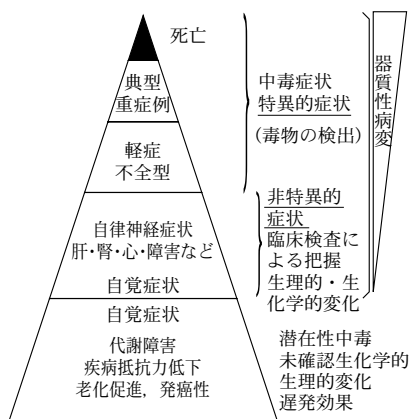 死亡
典型
重症例
軽症
不全型
自律神経症状
肝・腎・心・障害など
自覚症状
自覚症状
代謝障害
疾病抵抗力低下
老化促進，発癌性
中毒症状
特異的症状
(毒物の検出)
非特異的
症状
臨床検査に
よる把握
生理的・生
化学的変化
潜在性中毒
未確認生化学的
生理的変化
遅発効果
器質性病変